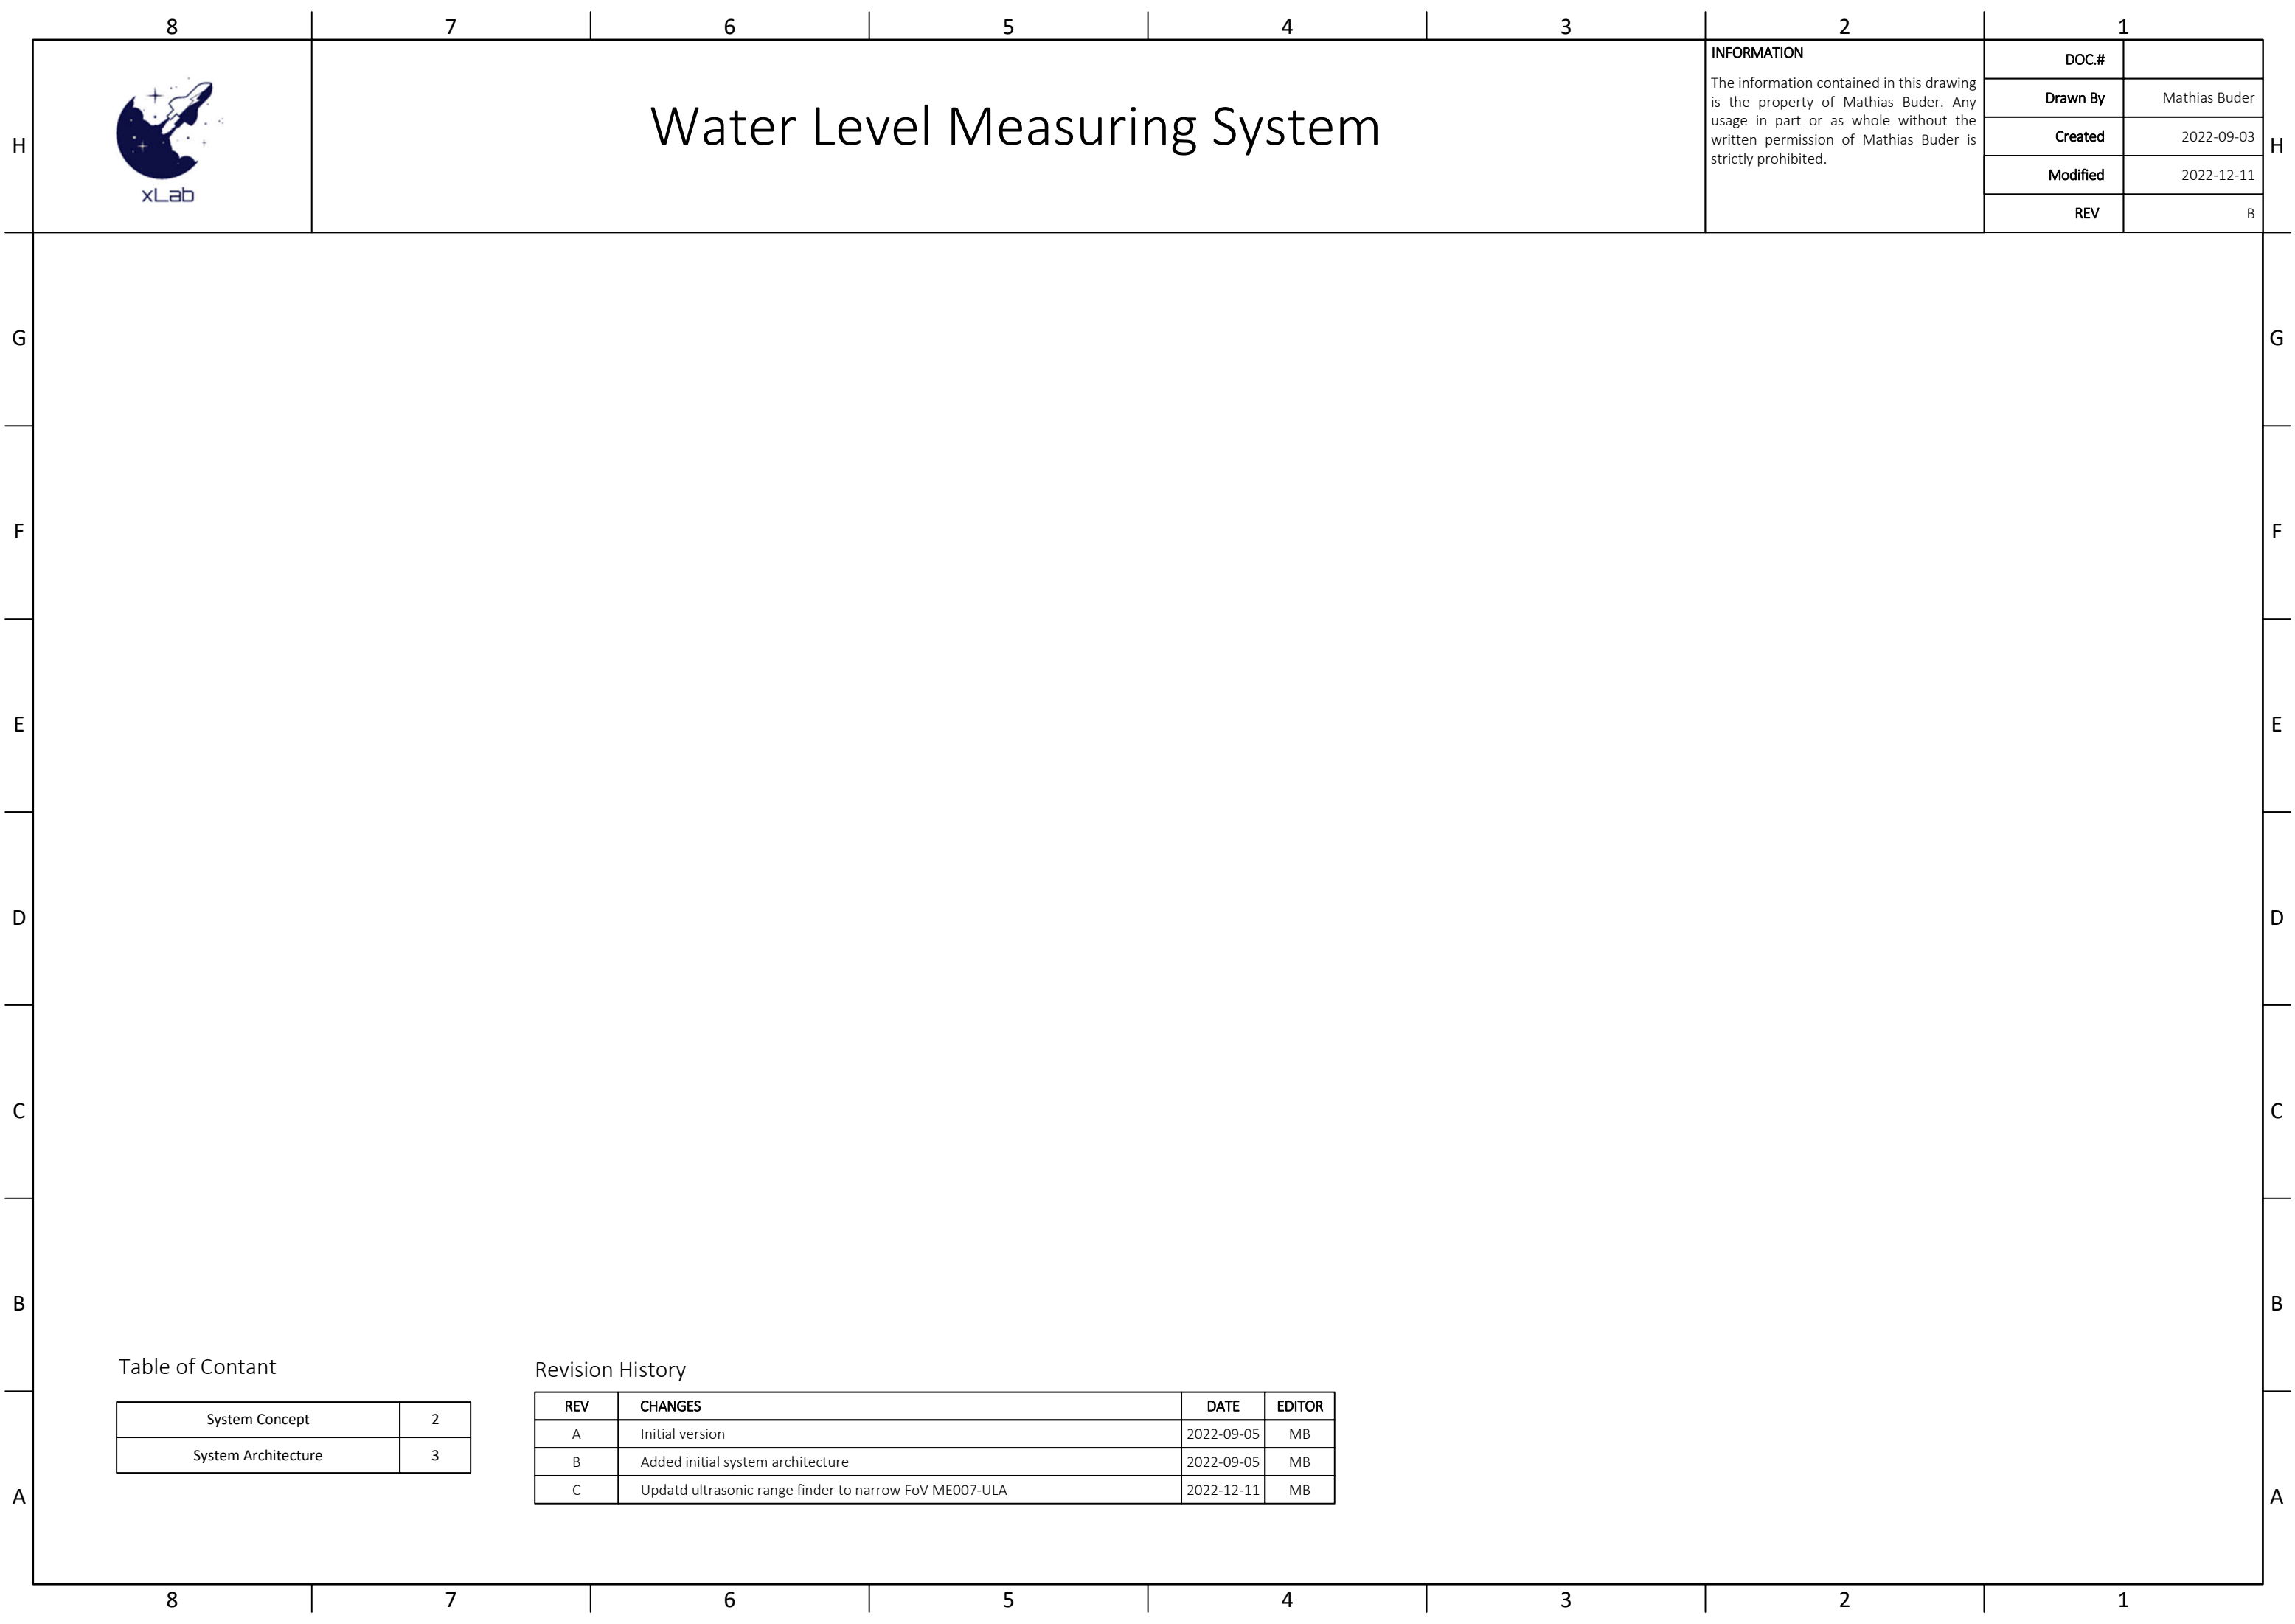 8 7 6 5 4 3 2 1
xLab
Water Level Measuring System
INFORMATION
The information contained in this drawing
is the property of Mathias Buder. Any
usage in part or as whole without the
written permission of Mathias Buder is
strictly prohibited.
DOC.#
Drawn By Mathias Buder
Created 2022-09-03
Modified 2022-12-11
REV B
H H
G G
F F
E E
D D
C C
B B
Table of Contant
System Concept 2
System Architecture 3
Revision History
REV CHANGES DATE EDITOR
A Initial version 2022-09-05 MB
B Added initial system architecture 2022-09-05 MB
C Updatd ultrasonic range finder to narrow FoV ME007-ULA 2022-12-11 MB
A A
8 7 6 5 4 3 2 1